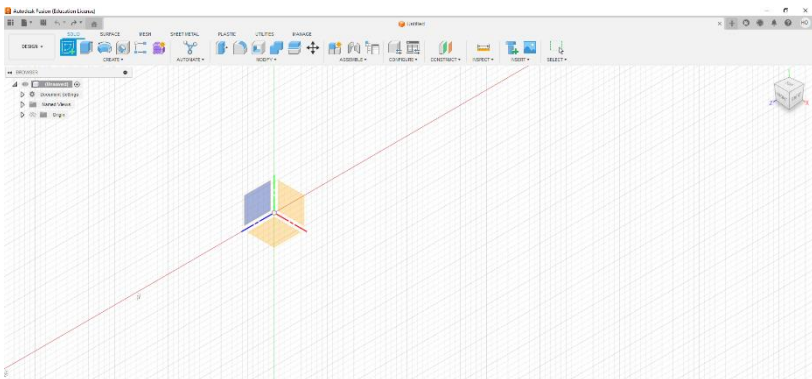 Autodesk Fusion (Education License)
Untitled
SOLID SURFACE MESH SHEET METAL PLASTIC UTILITIES MANAGE
DESIGN
CREATE AUTOMATE MODIFY ASSEMBLE CONFIGURE CONSTRUCT INSPECT INSERT SELECT
BROWSER
(Unsaved)
Document Settings
Named Views
Origin
Z X